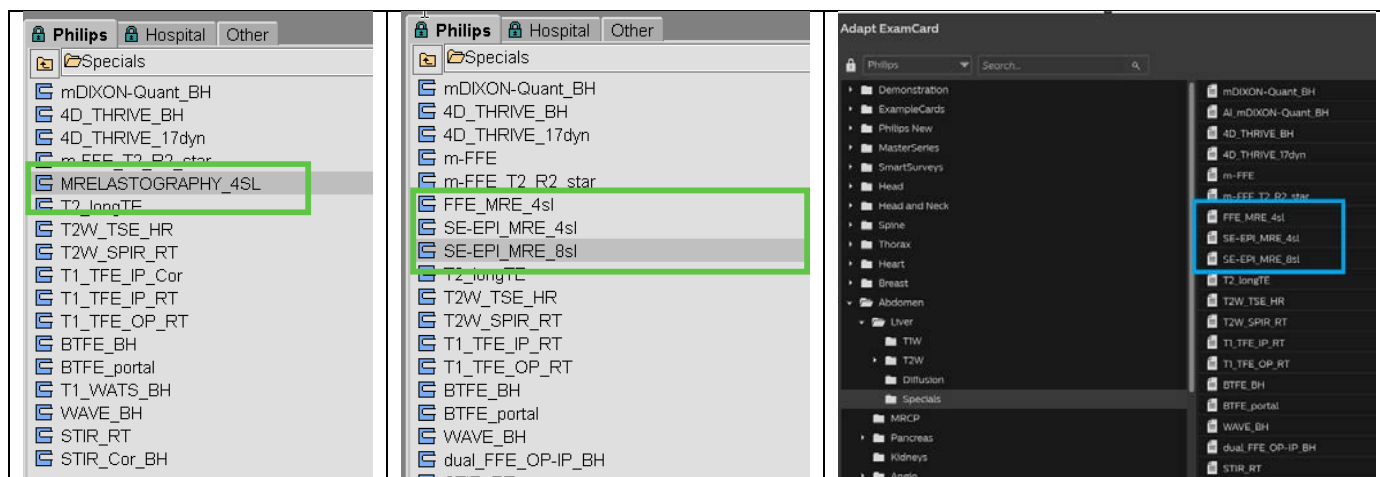 Philips Hospital Other
Specials
mDIXON-Quant_BH
4D_THRIVE_BH
4D_THRIVE_17dyn
m-FFE_T2_R2_star
MRELASTOGRAPHY_4SL
T2_longTE
T2W_TSE_HR
T2W_SPIR_RT
T1_TFE_IP_Cor
T1_TFE_IP_RT
T1_TFE_OP_RT
BTFE_BH
BTFE_portal
T1_WATS_BH
WAVE_BH
STIR_RT
STIR_Cor_BH
Philips Hospital Other
Specials
mDIXON-Quant_BH
4D_THRIVE_BH
4D_THRIVE_17dyn
m-FFE
m-FFE_T2_R2_star
FFE_MRE_4sl
SE-EPI_MRE_4sl
SE-EPI_MRE_8sl
T2_longTE
T2W_TSE_HR
T2W_SPIR_RT
T1_TFE_IP_RT
T1_TFE_OP_RT
BTFE_BH
BTFE_portal
WAVE_BH
dual_FFE_OP-IP_BH
Adapt ExamCard
Philips Search...
Demonstration
ExampleCards
Philips New
MasterSeries
SmartSurveys
Head
Head and Neck
Spine
Thorax
Heart
Breast
Abdomen
Liver
T1W
T2W
Diffusion
Specials
MRCP
Pancreas
Kidneys
mDIXON-Quant_BH
AI_mDIXON-Quant_BH
4D_THRIVE_BH
4D_THRIVE_17dyn
m-FFE
m-FFE_T2_R2_star
FFE_MRE_4sl
SE-EPI_MRE_4sl
SE-EPI_MRE_8sl
T2_longTE
T2W_TSE_HR
T2W_SPIR_RT
T1_TFE_IP_RT
T1_TFE_OP_RT
BTFE_BH
BTFE_portal
WAVE_BH
dual_FFE_OP-IP_BH
STIR_RT